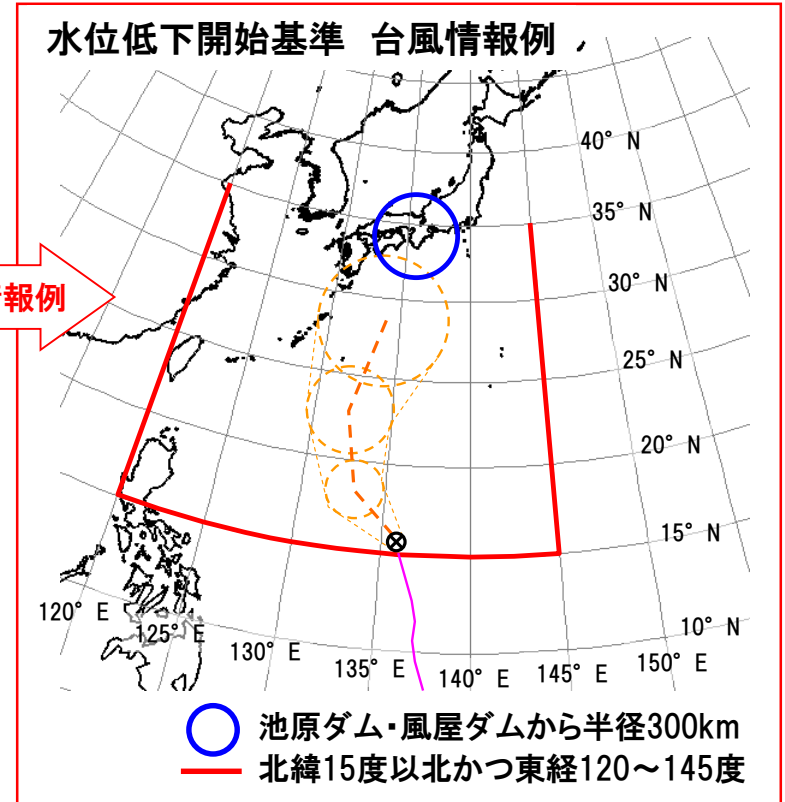 水位低下開始基準 台風情報例
40° N
35° N
報例
30° N
25° N
20° N
15° N
10° N
120° E
125° E
130° E
135° E
140° E
145° E
150° E
池原ダム・風屋ダムから半径300km
北緯15度以北かつ東経120～145度